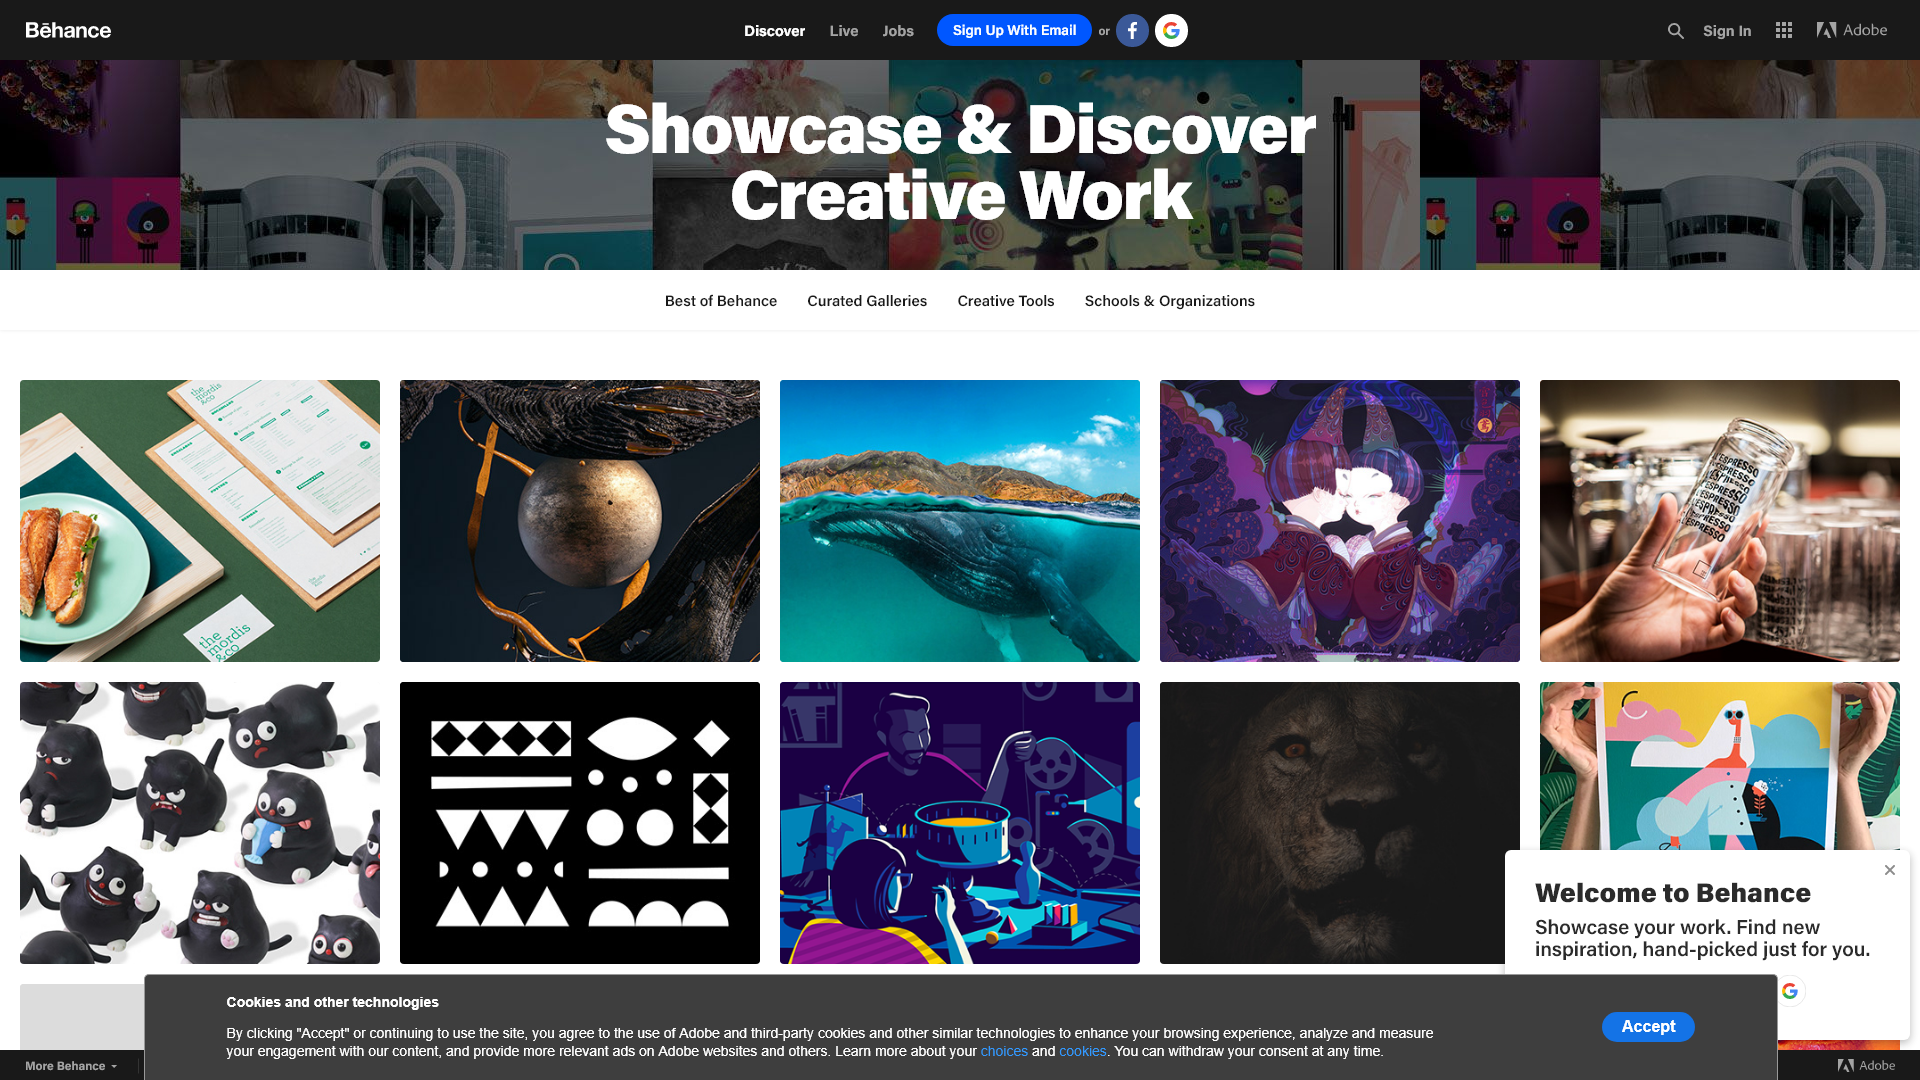 Bēhance
Discover
Live
Jobs
Sign Up With Email
or
Sign In
Adobe
Showcase & Discover
Creative Work
Best of Behance
Curated Galleries
Creative Tools
Schools & Organizations
the
mordis
&co
the
mordis
&co
ESPRESSO
ESPRESSO
ESPRESSO
Welcome to Behance
Showcase your work. Find new
inspiration, hand-picked just for you.
Cookies and other technologies
By clicking "Accept" or continuing to use the site, you agree to the use of Adobe and third-party cookies and other similar technologies to enhance your browsing experience, analyze and measure
your engagement with our content, and provide more relevant ads on Adobe websites and others. Learn more about your choices and cookies. You can withdraw your consent at any time.
Accept
More Behance
Adobe